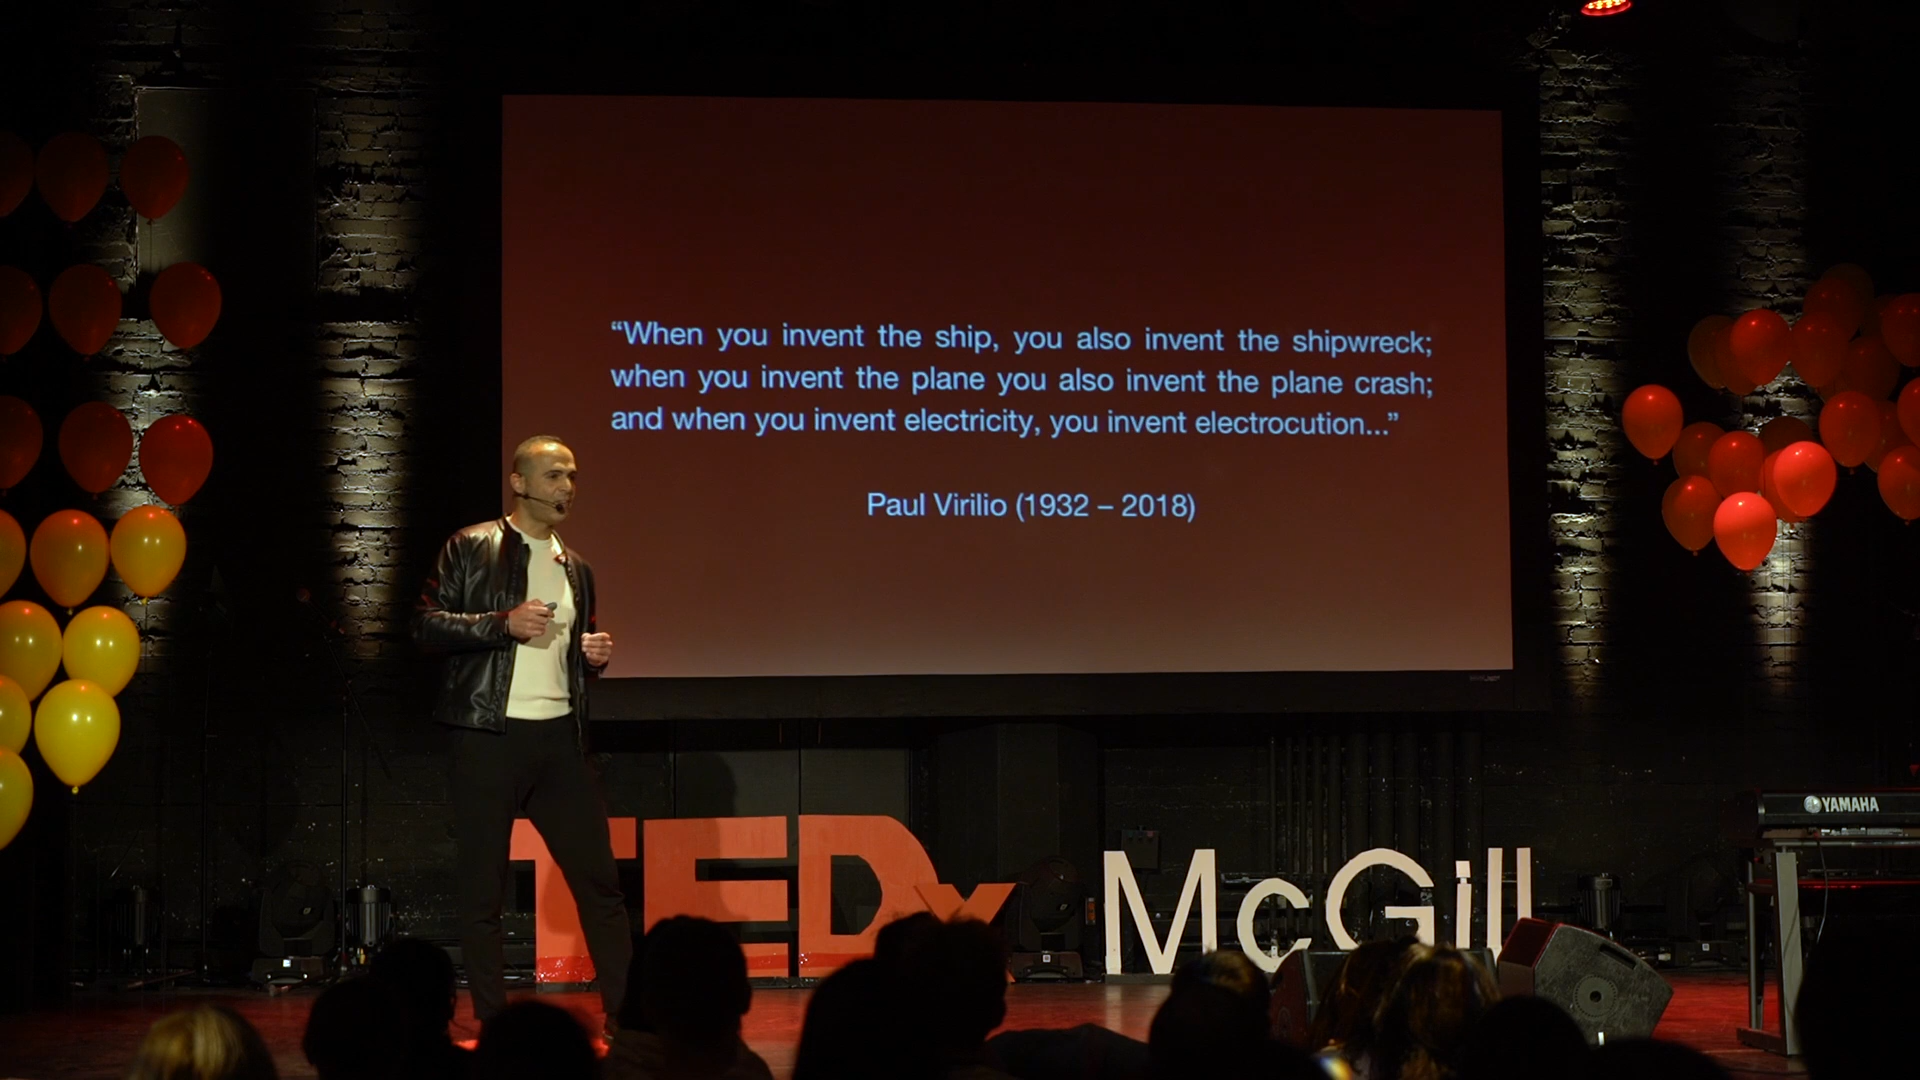 “When you invent the ship, you also invent the shipwreck;
when you invent the plane you also invent the plane crash;
and when you invent electricity, you invent electrocution...”
Paul Virilio (1932 – 2018)
YAMAHA
TEDx McGill